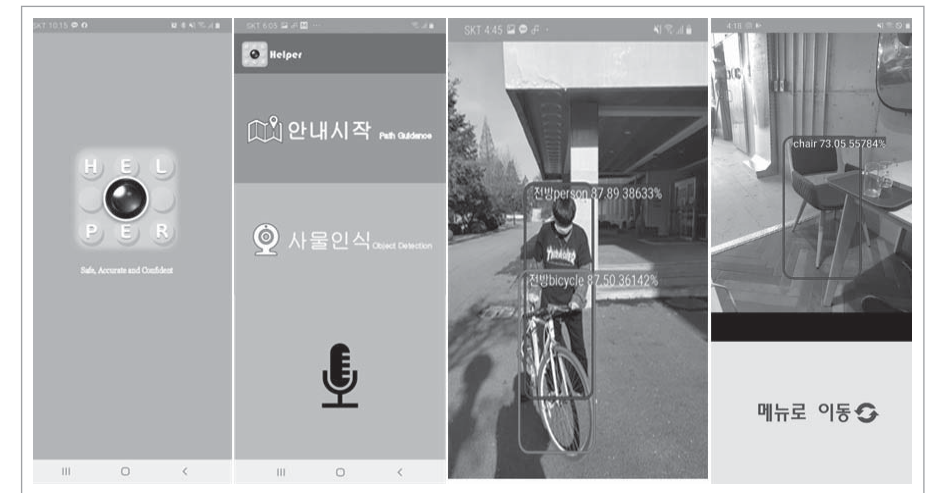 SKT 10:15
H E L
P E R
Safe, Accurate and Confident
SKT 6:05
Helper
안내시작 Path Guidance
사물인식 Object Detection
SKT 4:45
전방person 87.89 38633%
전방bicycle 87.50 36142%
4:18
chair 73.05 55784%
메뉴로 이동